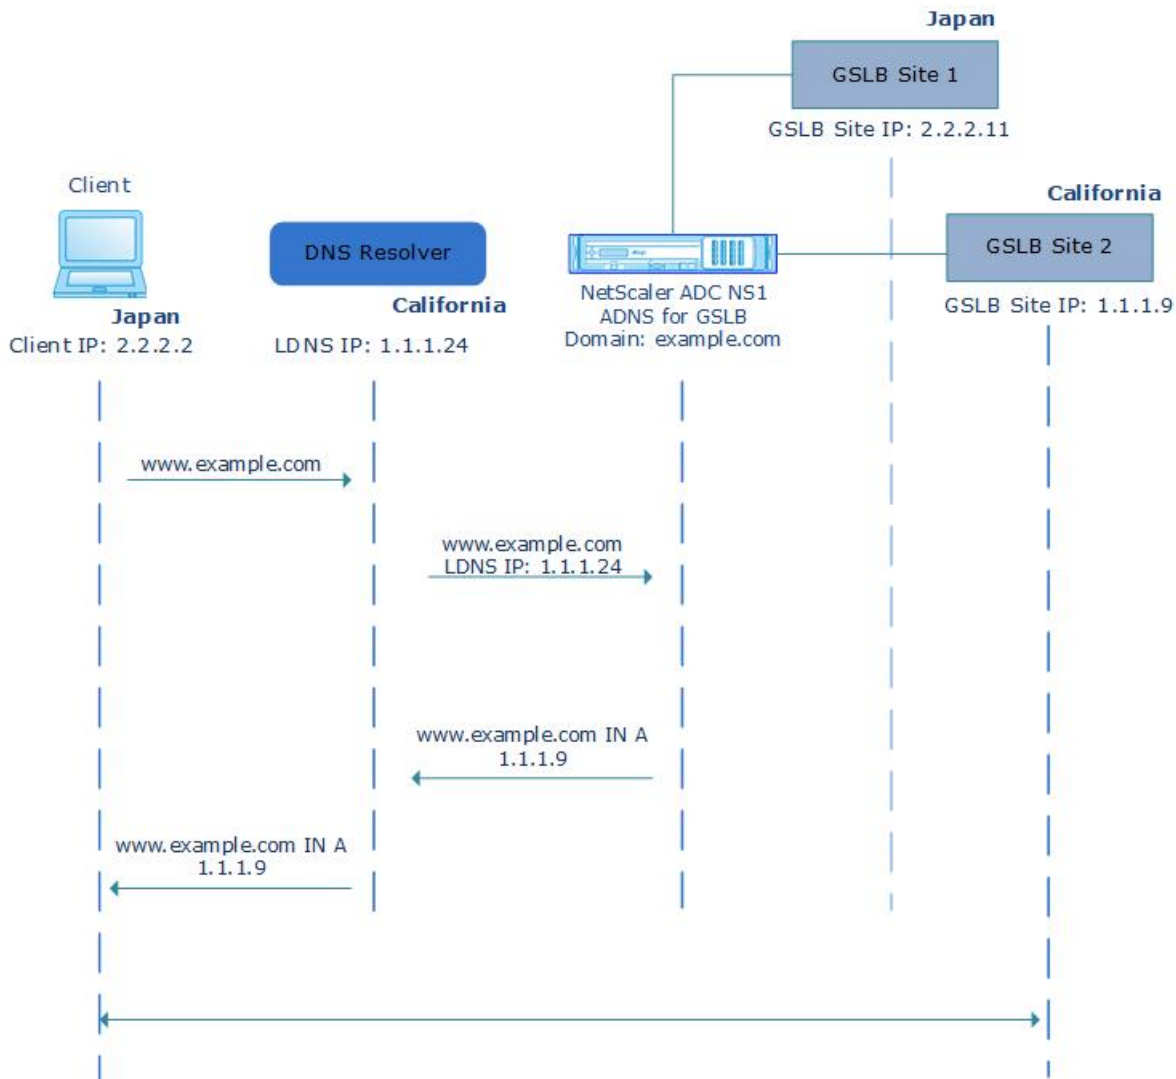 Japan
GSLB Site 1
GSLB Site IP: 2.2.2.11
California
GSLB Site 2
GSLB Site IP: 1.1.1.9
Client
Japan
Client IP: 2.2.2.2
DNS Resolver
California
LDNS IP: 1.1.1.24
NetScaler ADC NS1
ADNS for GSLB
Domain: example.com
www.example.com
www.example.com
LDNS IP: 1.1.1.24
www.example.com IN A
1.1.1.9
www.example.com IN A
1.1.1.9